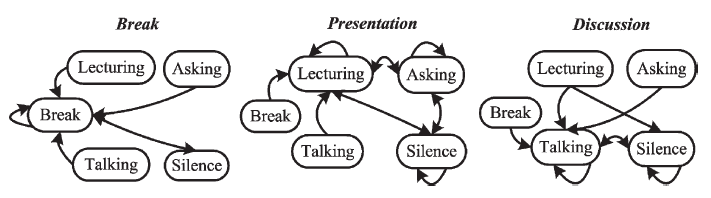 Break
Presentation
Discussion
Lecturing
Asking
Break
Talking
Silence
Lecturing
Asking
Break
Talking
Silence
Lecturing
Asking
Break
Talking
Silence